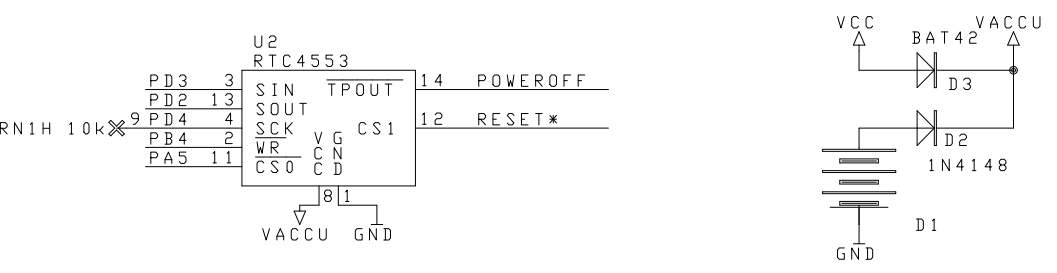 VCC VACCU
U2 BAT42
RTC4553
PD3 3 SIN TPOUT 14 POWEROFF D3
PD2 13 SOUT
RN1H 10k 9 PD4 4 SCK CS1 12 RESET*
PB4 2 WR VCC GND D2
PA5 11 CS0 1N4148
8 1
VACCU GND D1
GND